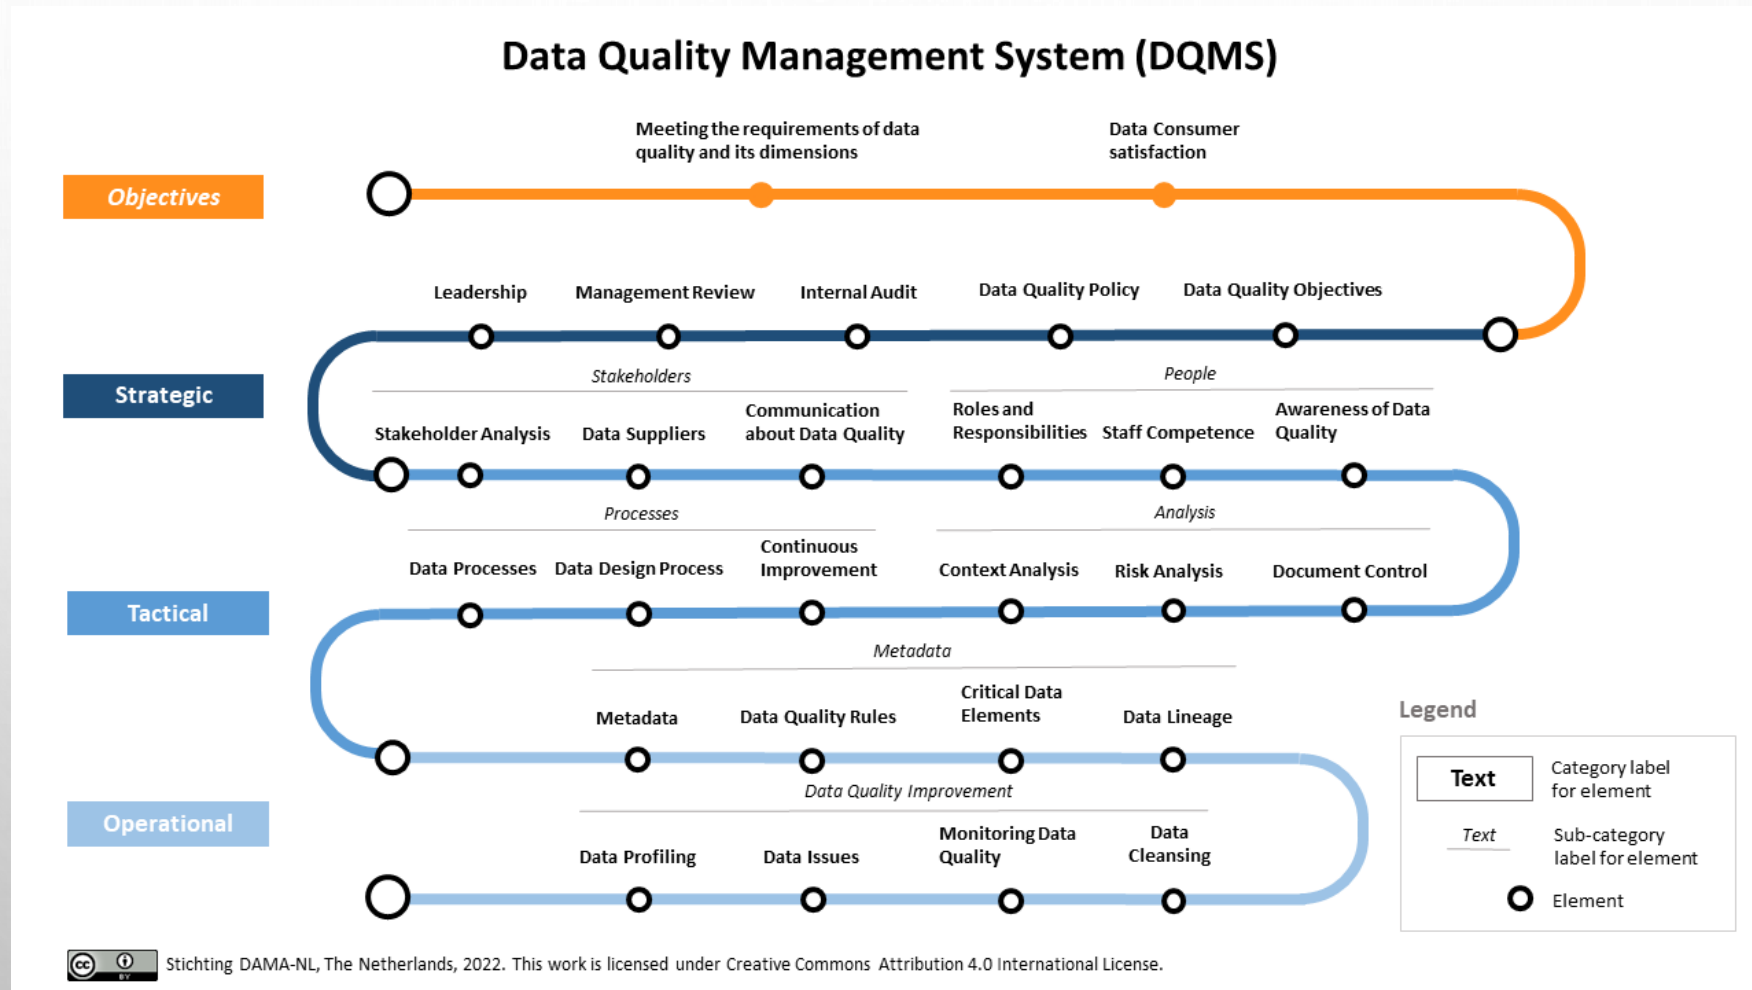 Data Quality Management System (DQMS)
Meeting the requirements of data
quality and its dimensions
Data Consumer
satisfaction
Objectives
Leadership
Management Review
Internal Audit
Data Quality Policy
Data Quality Objectives
Strategic
Stakeholders
People
Stakeholder Analysis
Data Suppliers
Communication
about Data Quality
Roles and
Responsibilities
Staff Competence
Awareness of Data
Quality
Processes
Analysis
Data Processes
Data Design Process
Continuous
Improvement
Context Analysis
Risk Analysis
Document Control
Tactical
Metadata
Metadata
Data Quality Rules
Critical Data
Elements
Data Lineage
Operational
Data Quality Improvement
Data Profiling
Data Issues
Monitoring Data
Quality
Data
Cleansing
Legend
Text
Category label
for element
Text
Sub-category
label for element
Element
cc
BY
Stichting DAMA-NL, The Netherlands, 2022. This work is licensed under Creative Commons Attribution 4.0 International License.